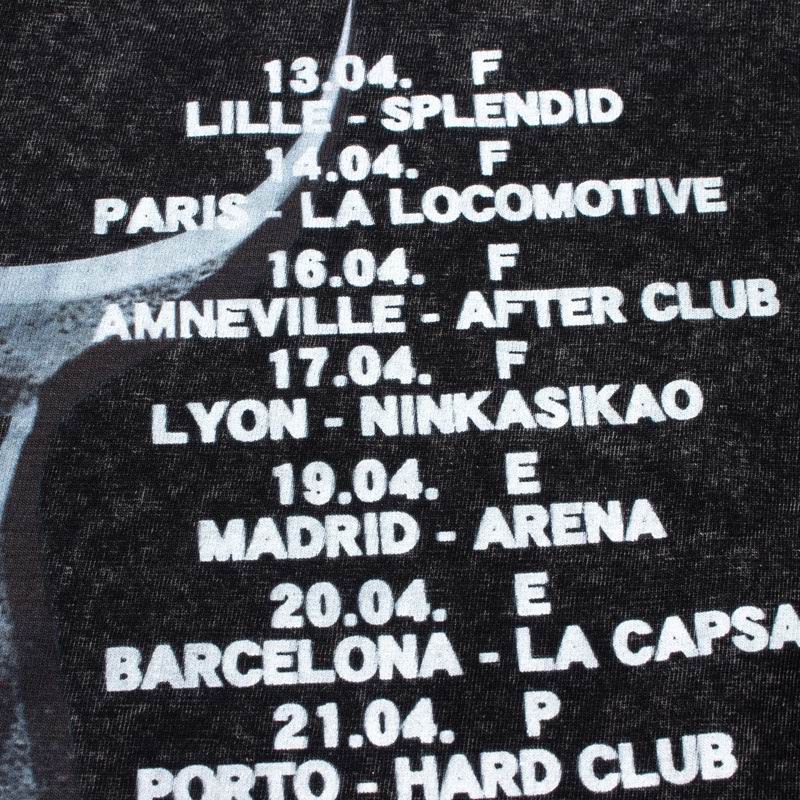 13.04. F
LILLE - SPLENDID
14.04. F
PARIS - LA LOCOMOTIVE
16.04. F
AMNEVILLE - AFTER CLUB
17.04. F
LYON - NINKASIKAO
19.04. E
MADRID - ARENA
20.04. E
BARCELONA - LA CAPSA
21.04. P
PORTO - HARD CLUB